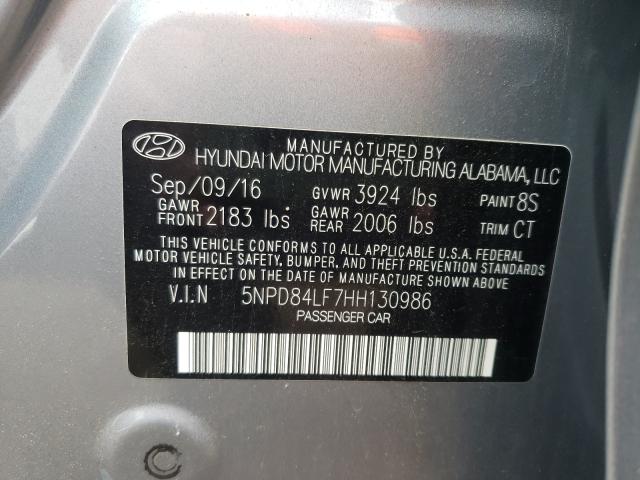 MANUFACTURED BY
HYUNDAI MOTOR MANUFACTURING ALABAMA, LLC
Sep/09/16 GVWR 3924 lbs PAINT 8S
GAWR FRONT 2183 lbs GAWR REAR 2006 lbs TRIM CT
THIS VEHICLE CONFORMS TO ALL APPLICABLE U.S.A. FEDERAL
MOTOR VEHICLE SAFETY, BUMPER, AND THEFT PREVENTION STANDARDS
IN EFFECT ON THE DATE OF MANUFACTURE SHOWN ABOVE.
V.I.N 5NPD84LF7HH130986
PASSENGER CAR